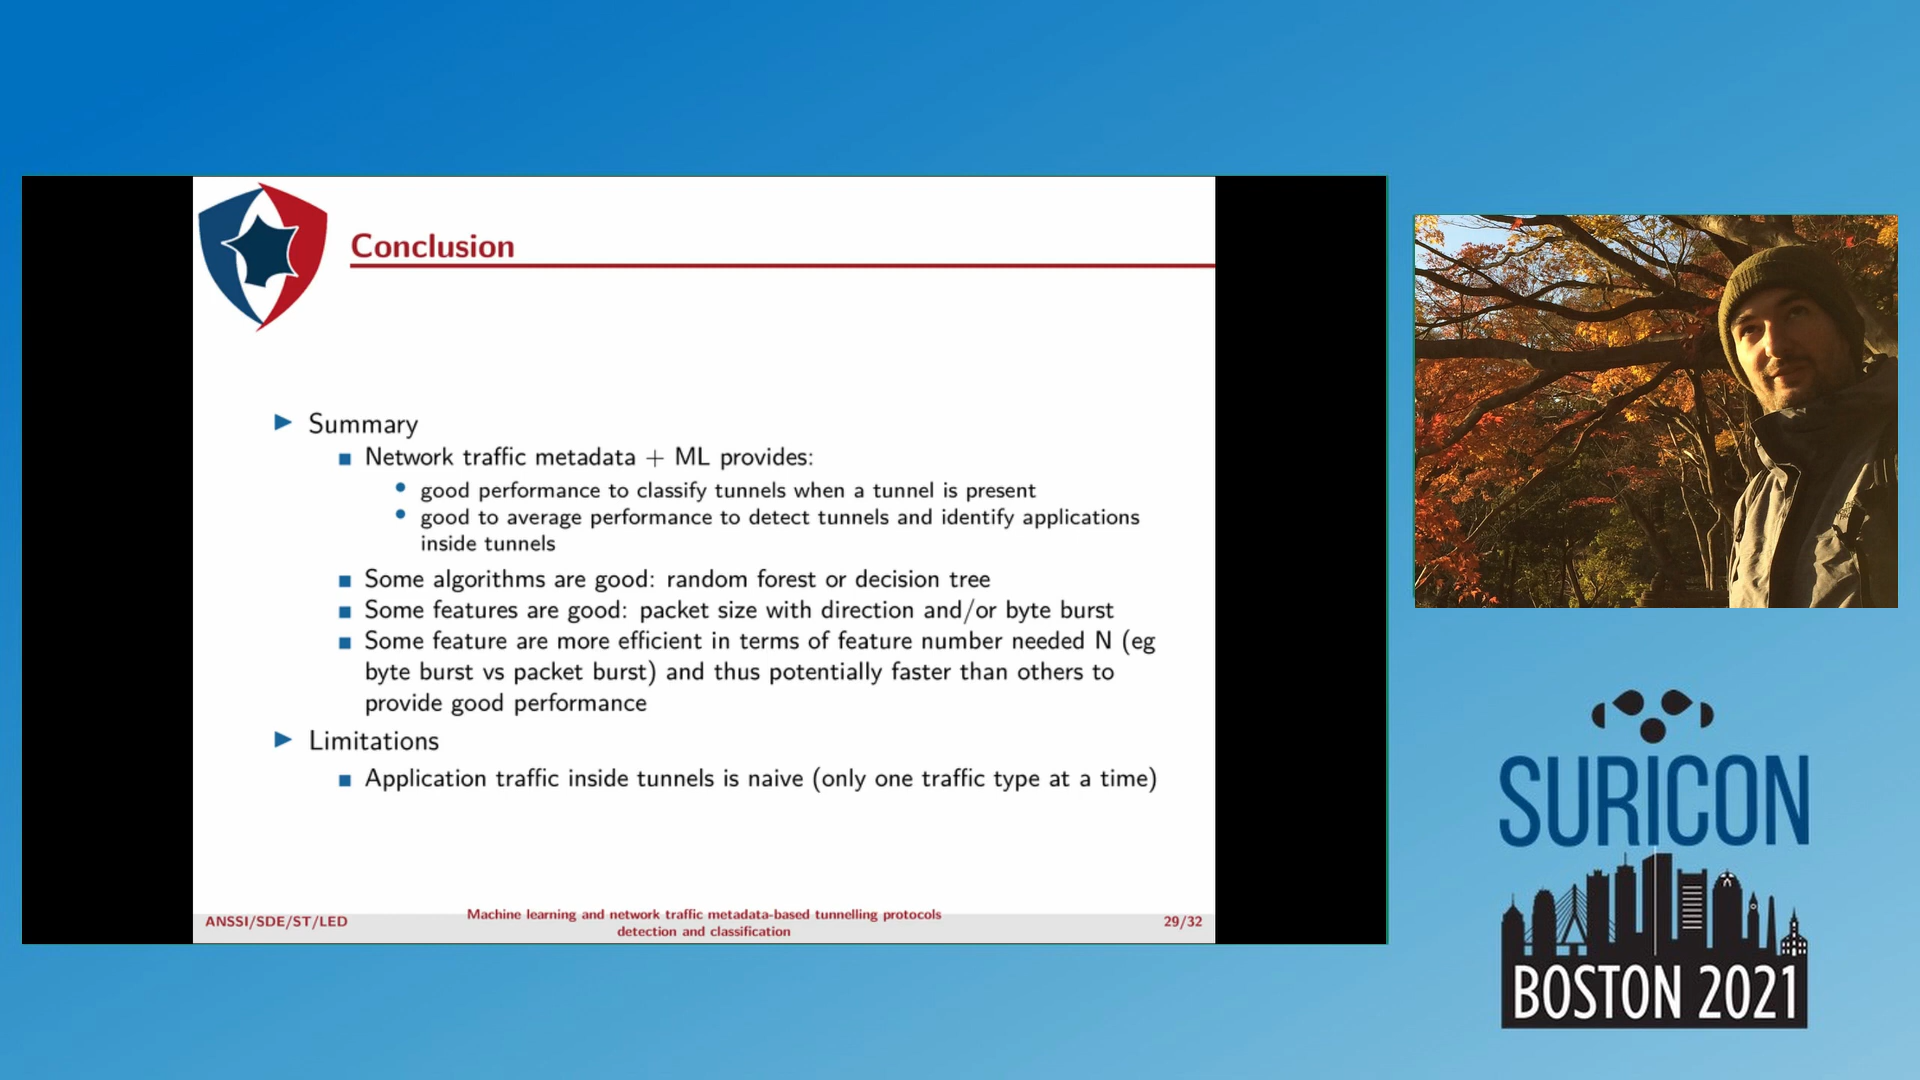 Conclusion
Summary
Network traffic metadata + ML provides:
good performance to classify tunnels when a tunnel is present
good to average performance to detect tunnels and identify applications
inside tunnels
Some algorithms are good: random forest or decision tree
Some features are good: packet size with direction and/or byte burst
Some feature are more efficient in terms of feature number needed N (eg
byte burst vs packet burst) and thus potentially faster than others to
provide good performance
Limitations
Application traffic inside tunnels is naive (only one traffic type at a time)
ANSSI/SDE/ST/LED
Machine learning and network traffic metadata-based tunnelling protocols
detection and classification
29/32
SURICON
BOSTON 2021